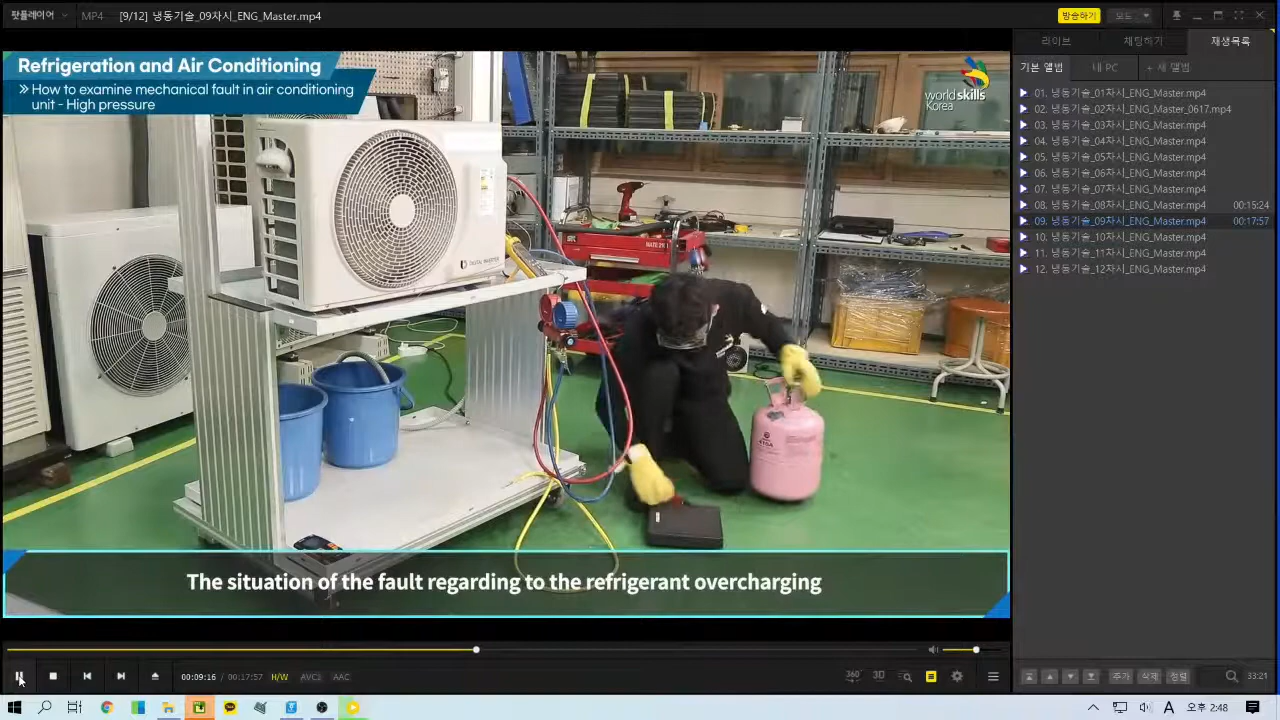 팟플레이어
MP4
[9/12] 냉동기술_09차시_ENG_Master.mp4
방송하기
모드
라이브
채팅하기
재생목록
기본 앨범
내 PC
+ 새 앨범
Refrigeration and Air Conditioning
How to examine mechanical fault in air conditioning
unit - High pressure
world skills
Korea
DIGITAL INVERTER
The situation of the fault regarding to the refrigerant overcharging
01. 냉동기술_01차시_ENG_Master.mp4
02. 냉동기술_02차시_ENG_Master_0617.mp4
03. 냉동기술_03차시_ENG_Master.mp4
04. 냉동기술_04차시_ENG_Master.mp4
05. 냉동기술_05차시_ENG_Master.mp4
06. 냉동기술_06차시_ENG_Master.mp4
07. 냉동기술_07차시_ENG_Master.mp4
08. 냉동기술_08차시_ENG_Master.mp4 00:15:24
09. 냉동기술_09차시_ENG_Master.mp4 00:17:57
10. 냉동기술_10차시_ENG_Master.mp4
11. 냉동기술_11차시_ENG_Master.mp4
12. 냉동기술_12차시_ENG_Master.mp4
00:09:16 / 00:17:57 H/W AVC1 AAC
360° 3D
추가 삭제 정렬 33:21
A 오후 2:48